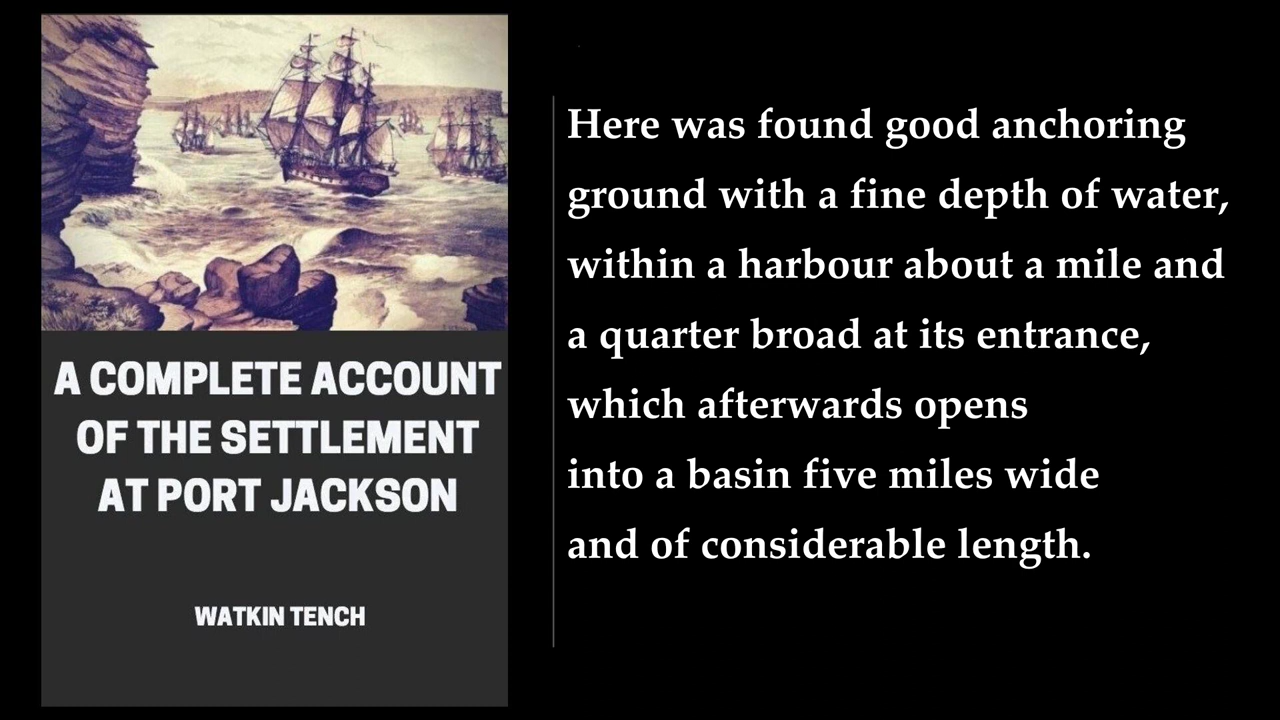 A COMPLETE ACCOUNT
OF THE SETTLEMENT
AT PORT JACKSON
WATKIN TENCH
Here was found good anchoring
ground with a fine depth of water,
within a harbour about a mile and
a quarter broad at its entrance,
which afterwards opens
into a basin five miles wide
and of considerable length.